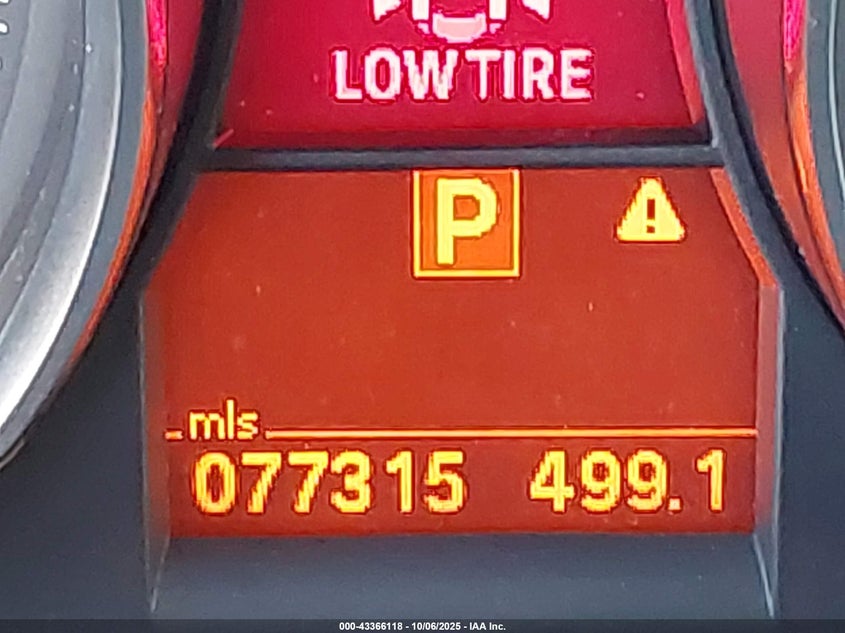 LOW TIRE
P
mls
077315 499.1
000-43366118 - 10/06/2025 - IAA Inc.